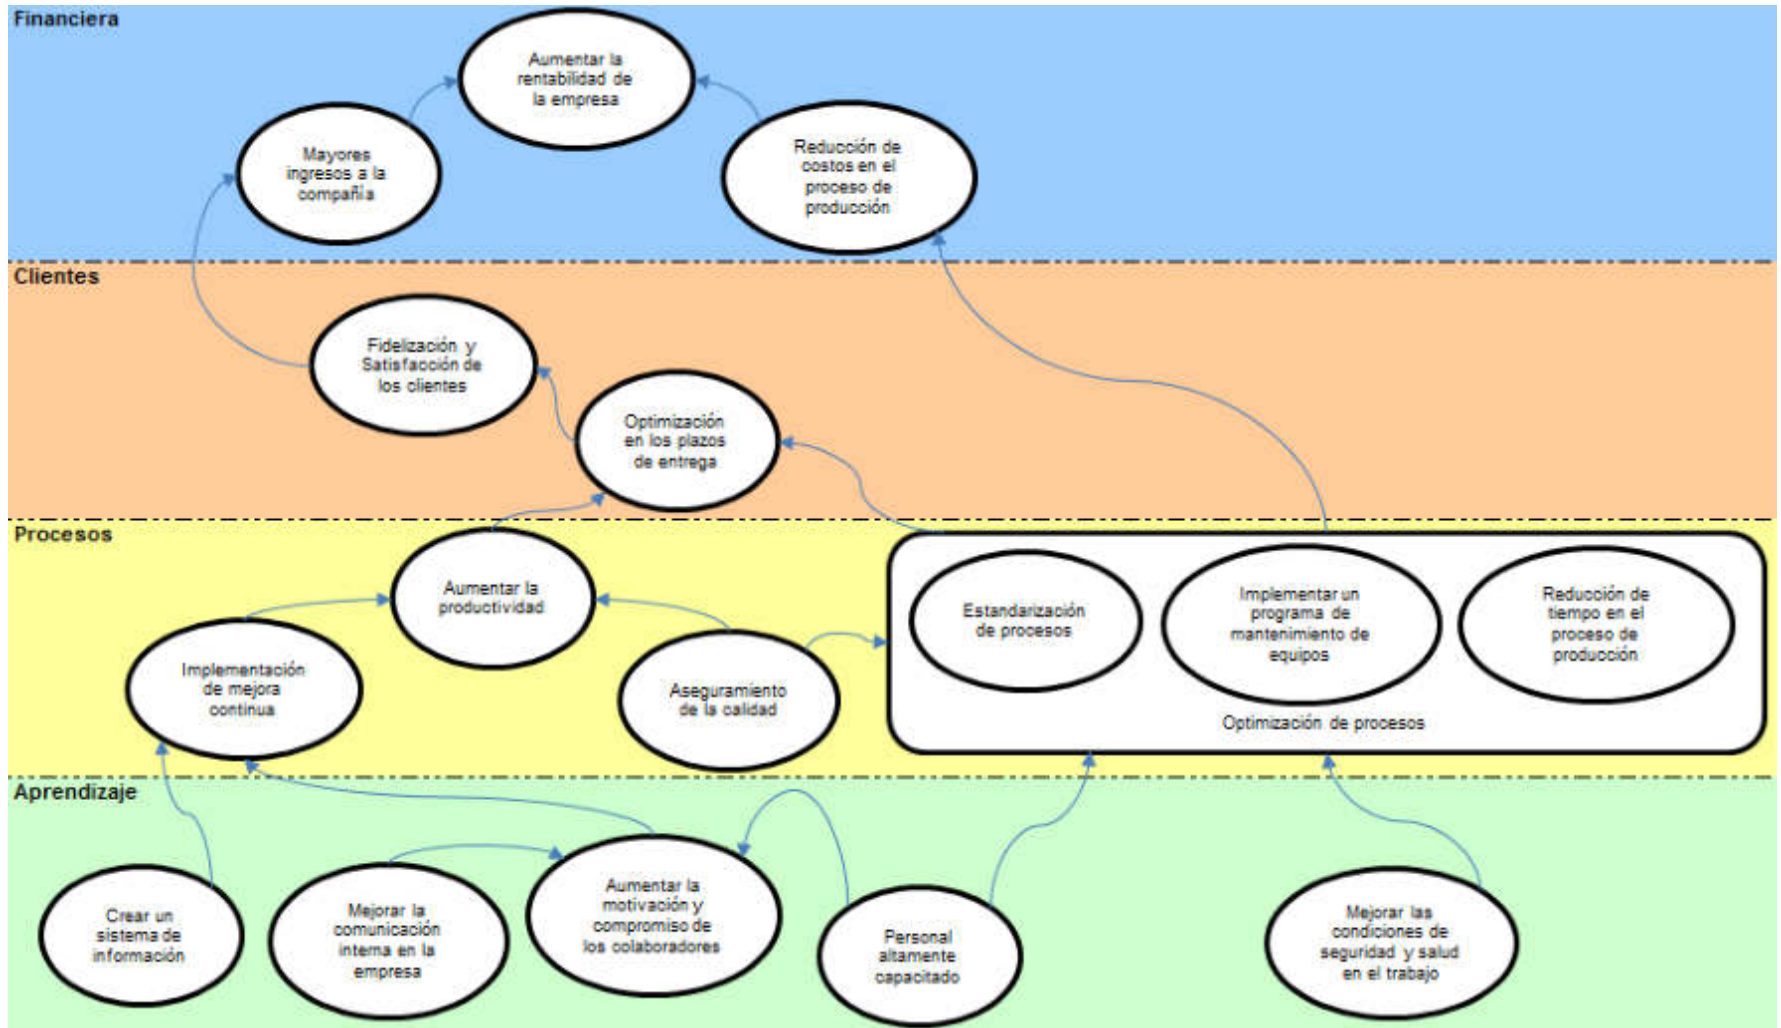 Financiera
Aumentar la
rentabilidad de
la empresa
Mayores
ingresos a la
compañía
Reducción de
costos en el
proceso de
producción
Clientes
Fidelización y
Satisfacción de
los clientes
Optimización
en los plazos
de entrega
Procesos
Aumentar la
productividad
Estandarización
de procesos
Implementar un
programa de
mantenimiento de
equipos
Reducción de
tiempo en el
proceso de
producción
Implementación
de mejora
continua
Aseguramiento
de la calidad
Optimización de procesos
Aprendizaje
Crear un
sistema de
información
Mejorar la
comunicación
interna en la
empresa
Aumentar la
motivación y
compromiso de
los colaboradores
Personal
altamente
capacitado
Mejorar las
condiciones de
seguridad y salud
en el trabajo